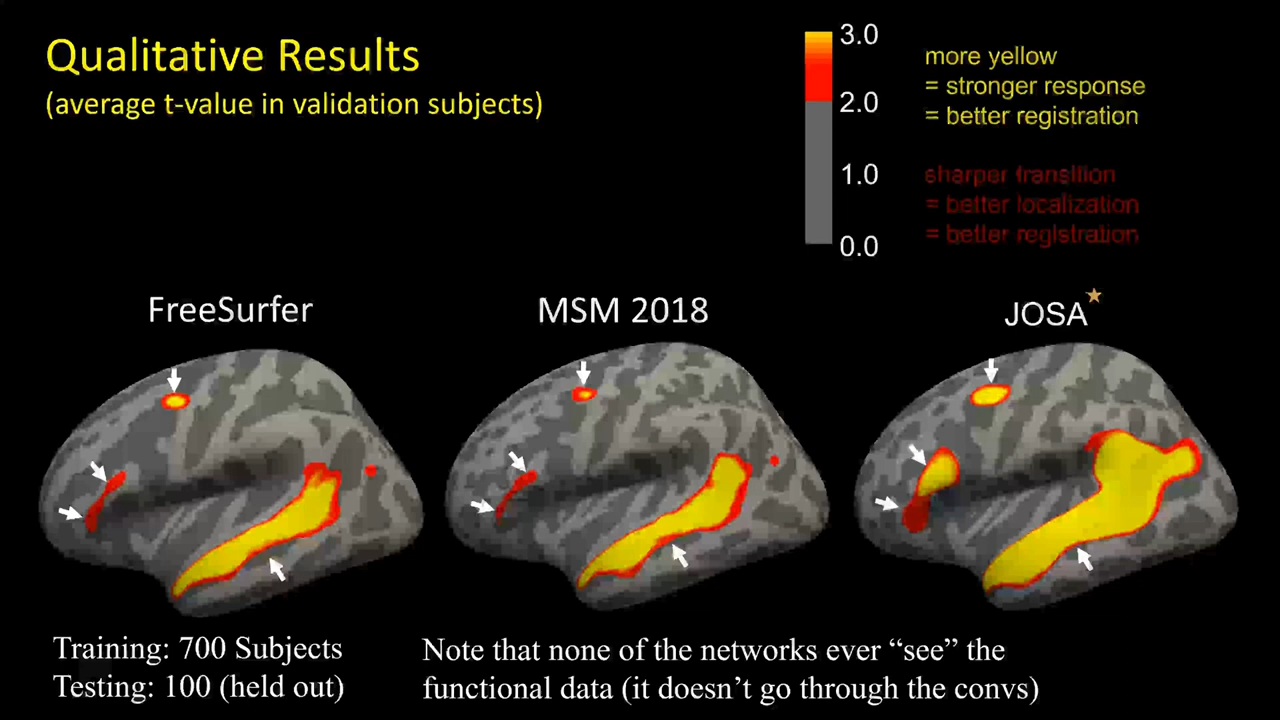 Qualitative Results
(average t-value in validation subjects)
3.0
2.0
1.0
0.0
more yellow
= stronger response
= better registration
sharper transition
= better localization
= better registration
FreeSurfer
MSM 2018
JOSA
Training: 700 Subjects
Testing: 100 (held out)
Note that none of the networks ever “see” the
functional data (it doesn’t go through the convs)